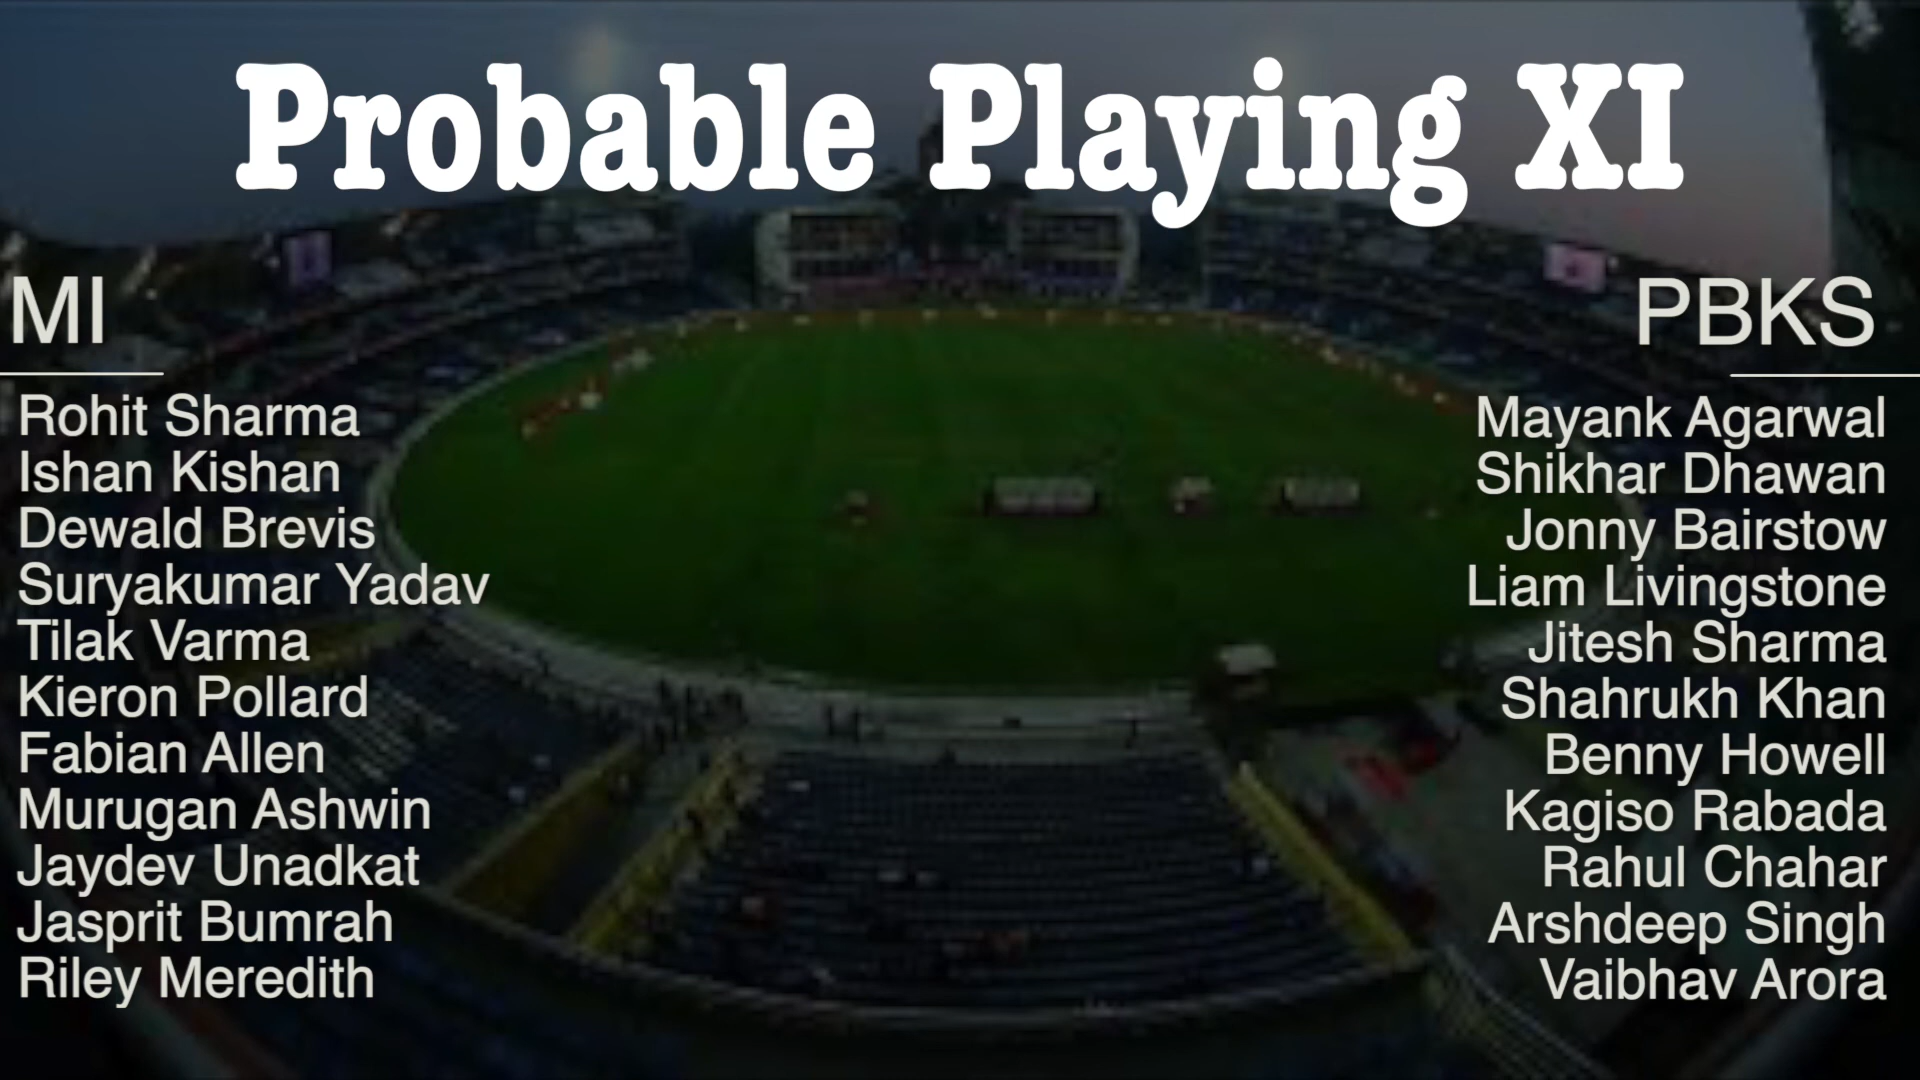 Probable Playing XI
MI
Rohit Sharma
Ishan Kishan
Dewald Brevis
Suryakumar Yadav
Tilak Varma
Kieron Pollard
Fabian Allen
Murugan Ashwin
Jaydev Unadkat
Jasprit Bumrah
Riley Meredith
PBKS
Mayank Agarwal
Shikhar Dhawan
Jonny Bairstow
Liam Livingstone
Jitesh Sharma
Shahrukh Khan
Benny Howell
Kagiso Rabada
Rahul Chahar
Arshdeep Singh
Vaibhav Arora